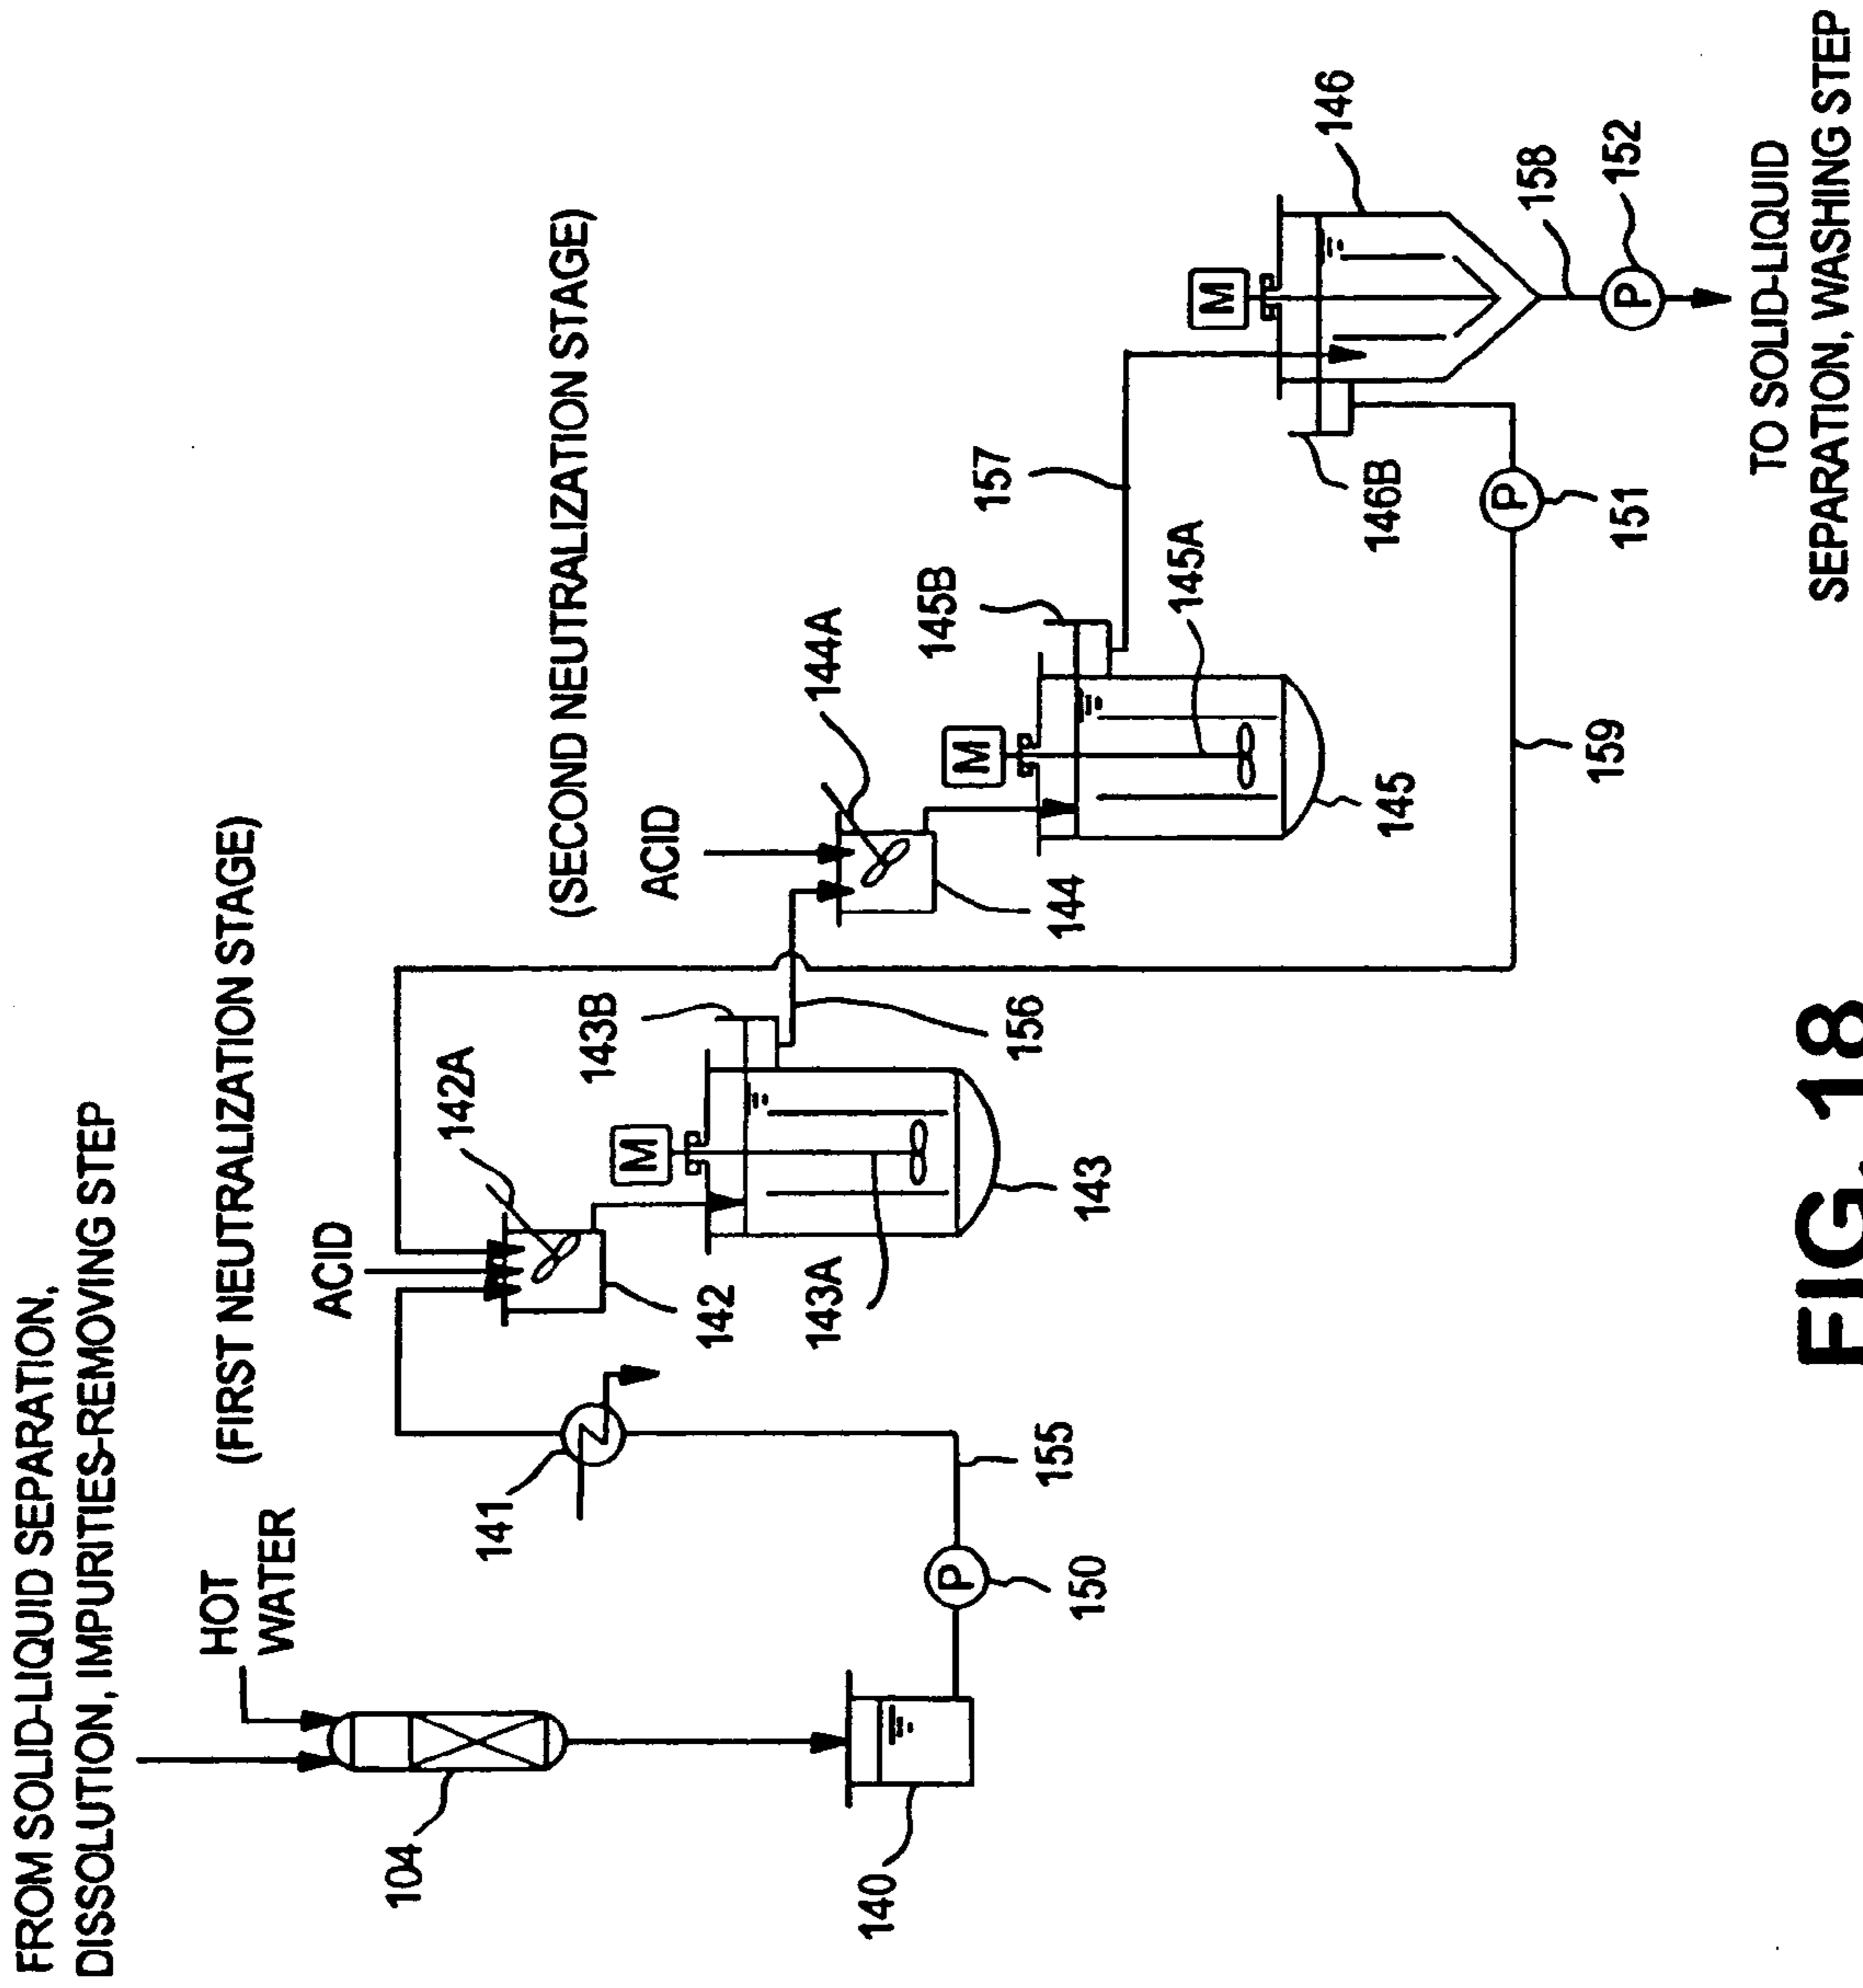 FROM SOLID-LIQUID SEPARATION,
DISSOLUTION, IMPURITIES-REMOVING STEP
HOT
WATER
104
140
150
155
141
(FIRST NEUTRALIZATION STAGE)
ACID
142A
142
M
143A
143B
143
156
(SECOND NEUTRALIZATION STAGE)
ACID
144A
144
M
145B
145A
145
157
M
146
146B
158
152
P
P
P
151
159
TO SOLID-LIQUID
SEPARATION, WASHING STEP
FIG. 18